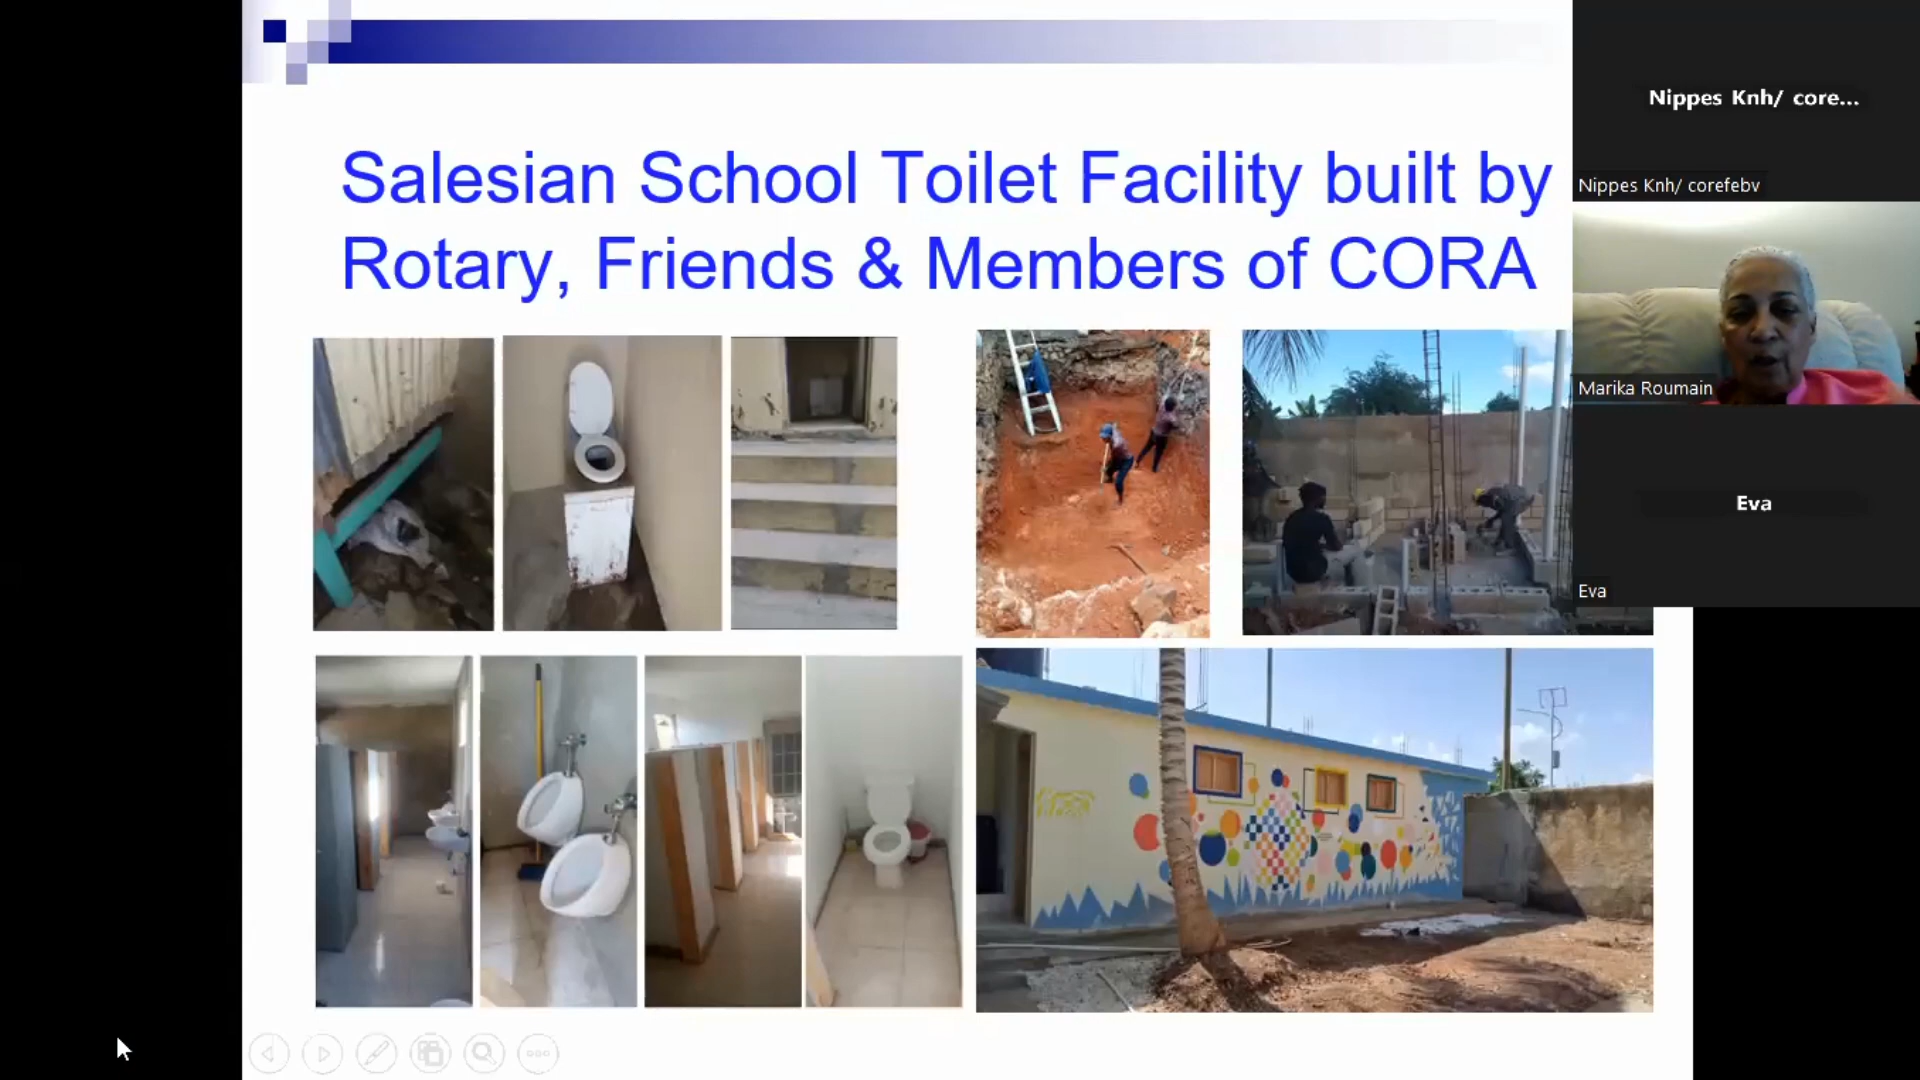 Salesian School Toilet Facility built by
Rotary, Friends & Members of CORA
Nippes Knh/ core...
Nippes Knh/ corefebv
Marika Roumain
Eva
Eva